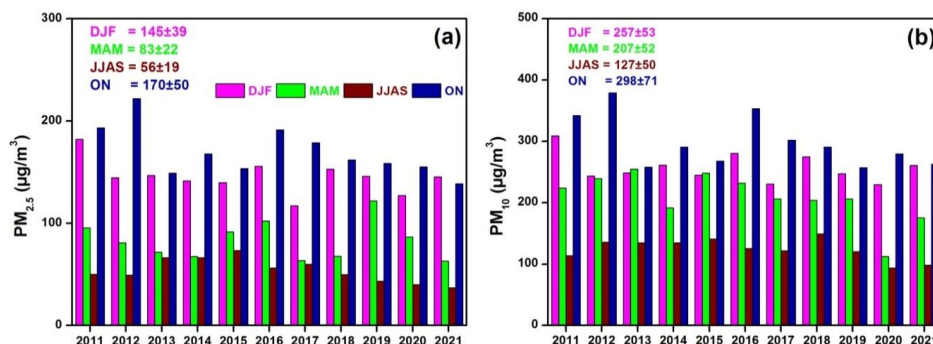 300
200
100
0
PM2.5 (µg/m³)
DJF = 145±39
MAM = 83±22
JJAS = 56±19
ON = 170±50
(a)
DJF MAM JJAS ON
2011 2012 2013 2014 2015 2016 2017 2018 2019 2020 2021
500
400
300
200
100
0
PM10 (µg/m³)
DJF = 257±53
MAM = 207±52
JJAS = 127±50
ON = 298±71
(b)
2011 2012 2013 2014 2015 2016 2017 2018 2019 2020 2021